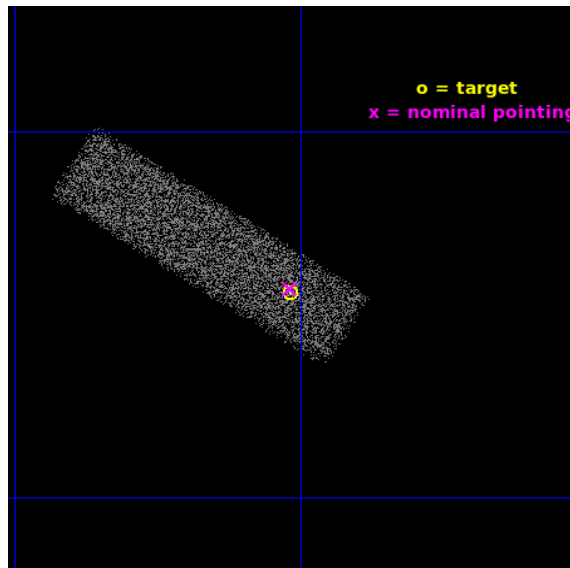 o = target
x = nominal pointing